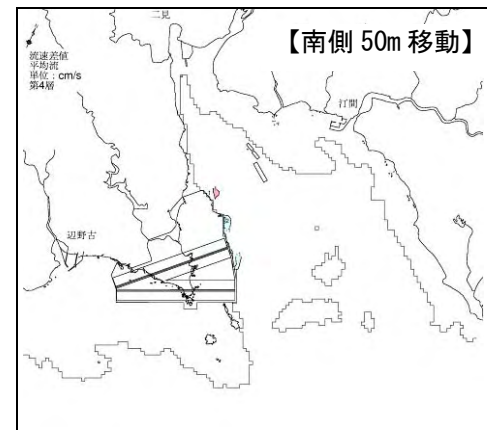 二見
【南側 50m 移動】
流速差値
平均流
単位：cm/s
第4層
汀間
辺野古